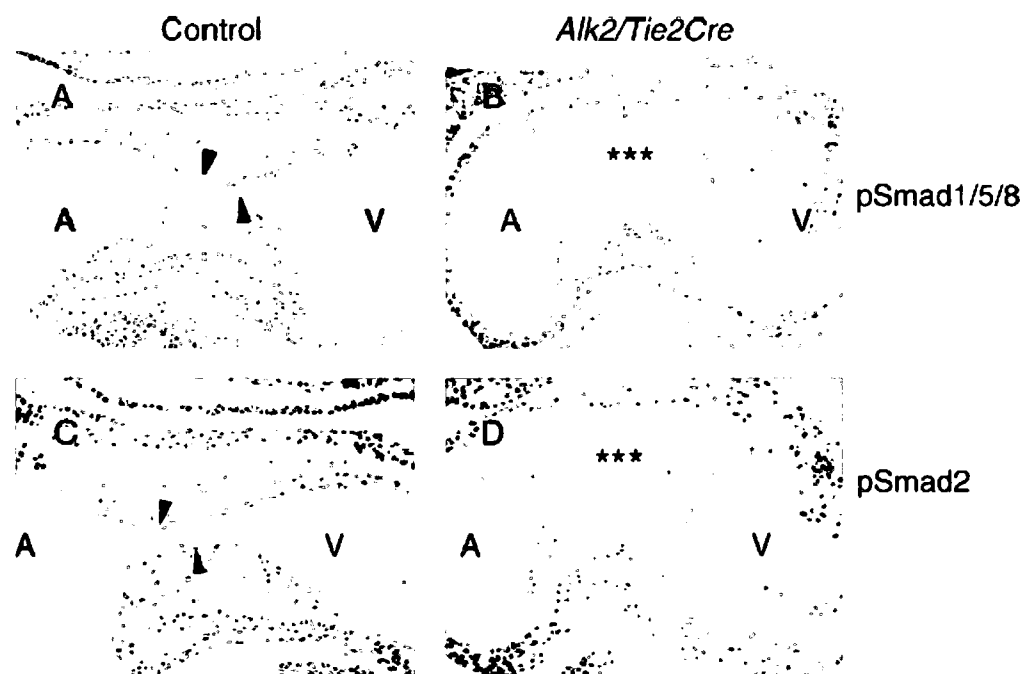 Control Alk2/Tie2Cre
A B
***
A V A V
pSmad1/5/8
C D
***
A V A V
pSmad2